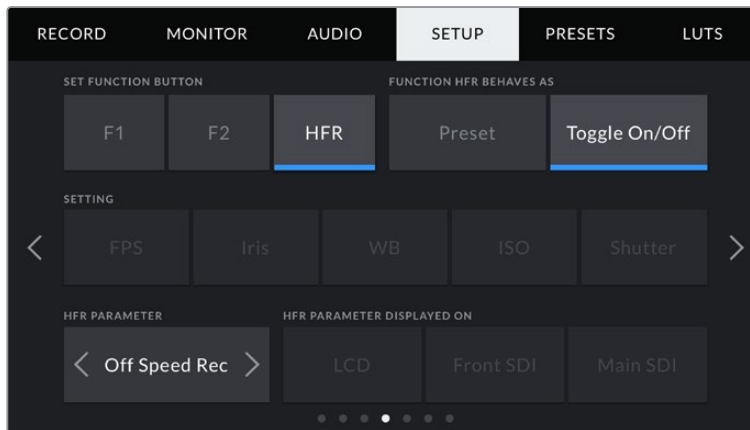 RECORD MONITOR AUDIO SETUP PRESETS LUTS
SET FUNCTION BUTTON FUNCTION HFR BEHAVES AS
F1 F2 HFR Preset Toggle On/Off
SETTING
FPS Iris WB ISO Shutter
HFR PARAMETER HFR PARAMETER DISPLAYED ON
Off Speed Rec LCD Front SDI Main SDI